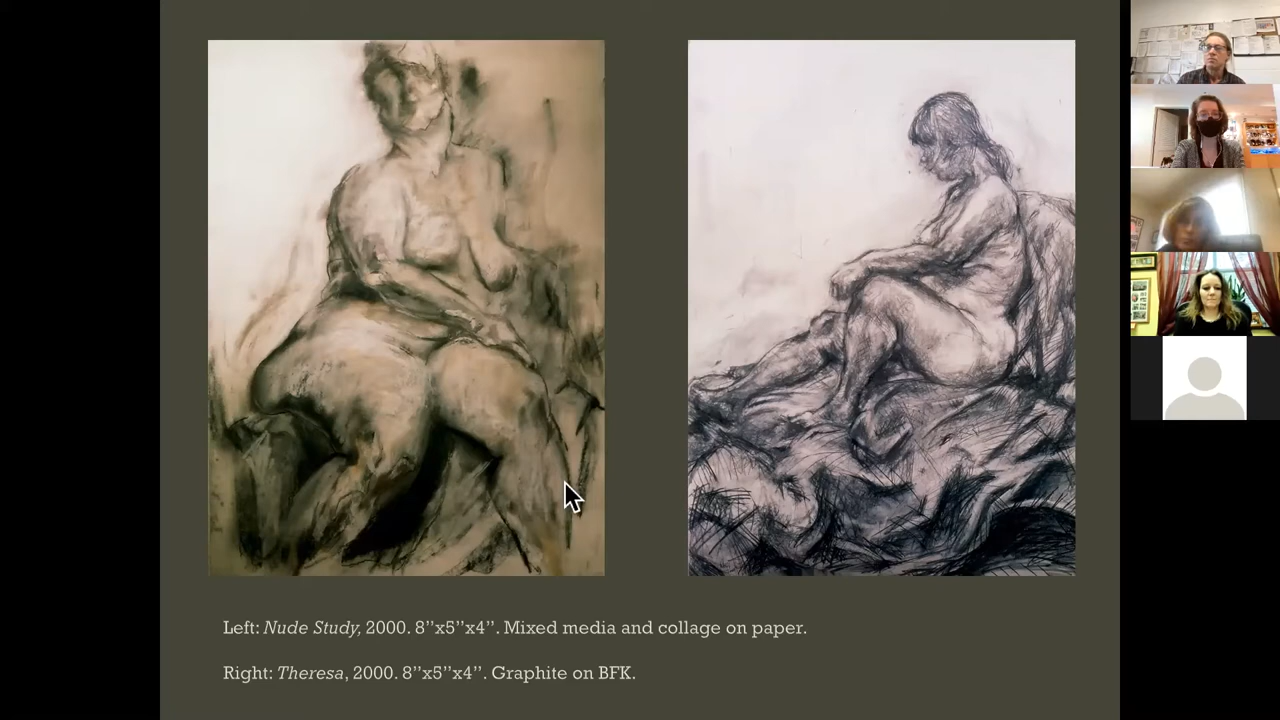 Left: Nude Study, 2000. 8’’x5’’x4’’. Mixed media and collage on paper.
Right: Theresa, 2000. 8’’x5’’x4’’. Graphite on BFK.